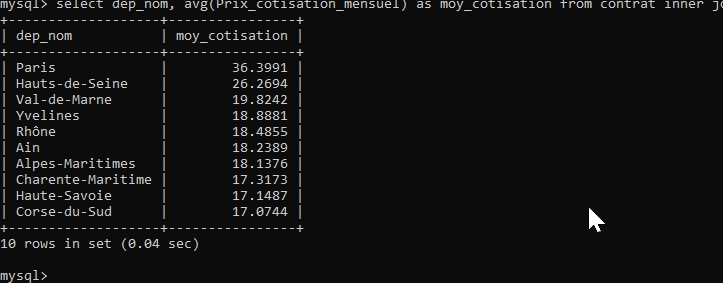 mysql> select dep_nom, avg(Prix_cotisation_mensuel) as moy_cotisation from contrat inner
+-------------------+----------------+
| dep_nom           | moy_cotisation |
+-------------------+----------------+
| Paris             |        36.3991 |
| Hauts-de-Seine    |        26.2694 |
| Val-de-Marne      |        19.8242 |
| Yvelines          |        18.8881 |
| Rhône             |        18.4855 |
| Ain               |        18.2389 |
| Alpes-Maritimes   |        18.1376 |
| Charente-Maritime |        17.3173 |
| Haute-Savoie      |        17.1487 |
| Corse-du-Sud      |        17.0744 |
+-------------------+----------------+
10 rows in set (0.04 sec)
mysql>